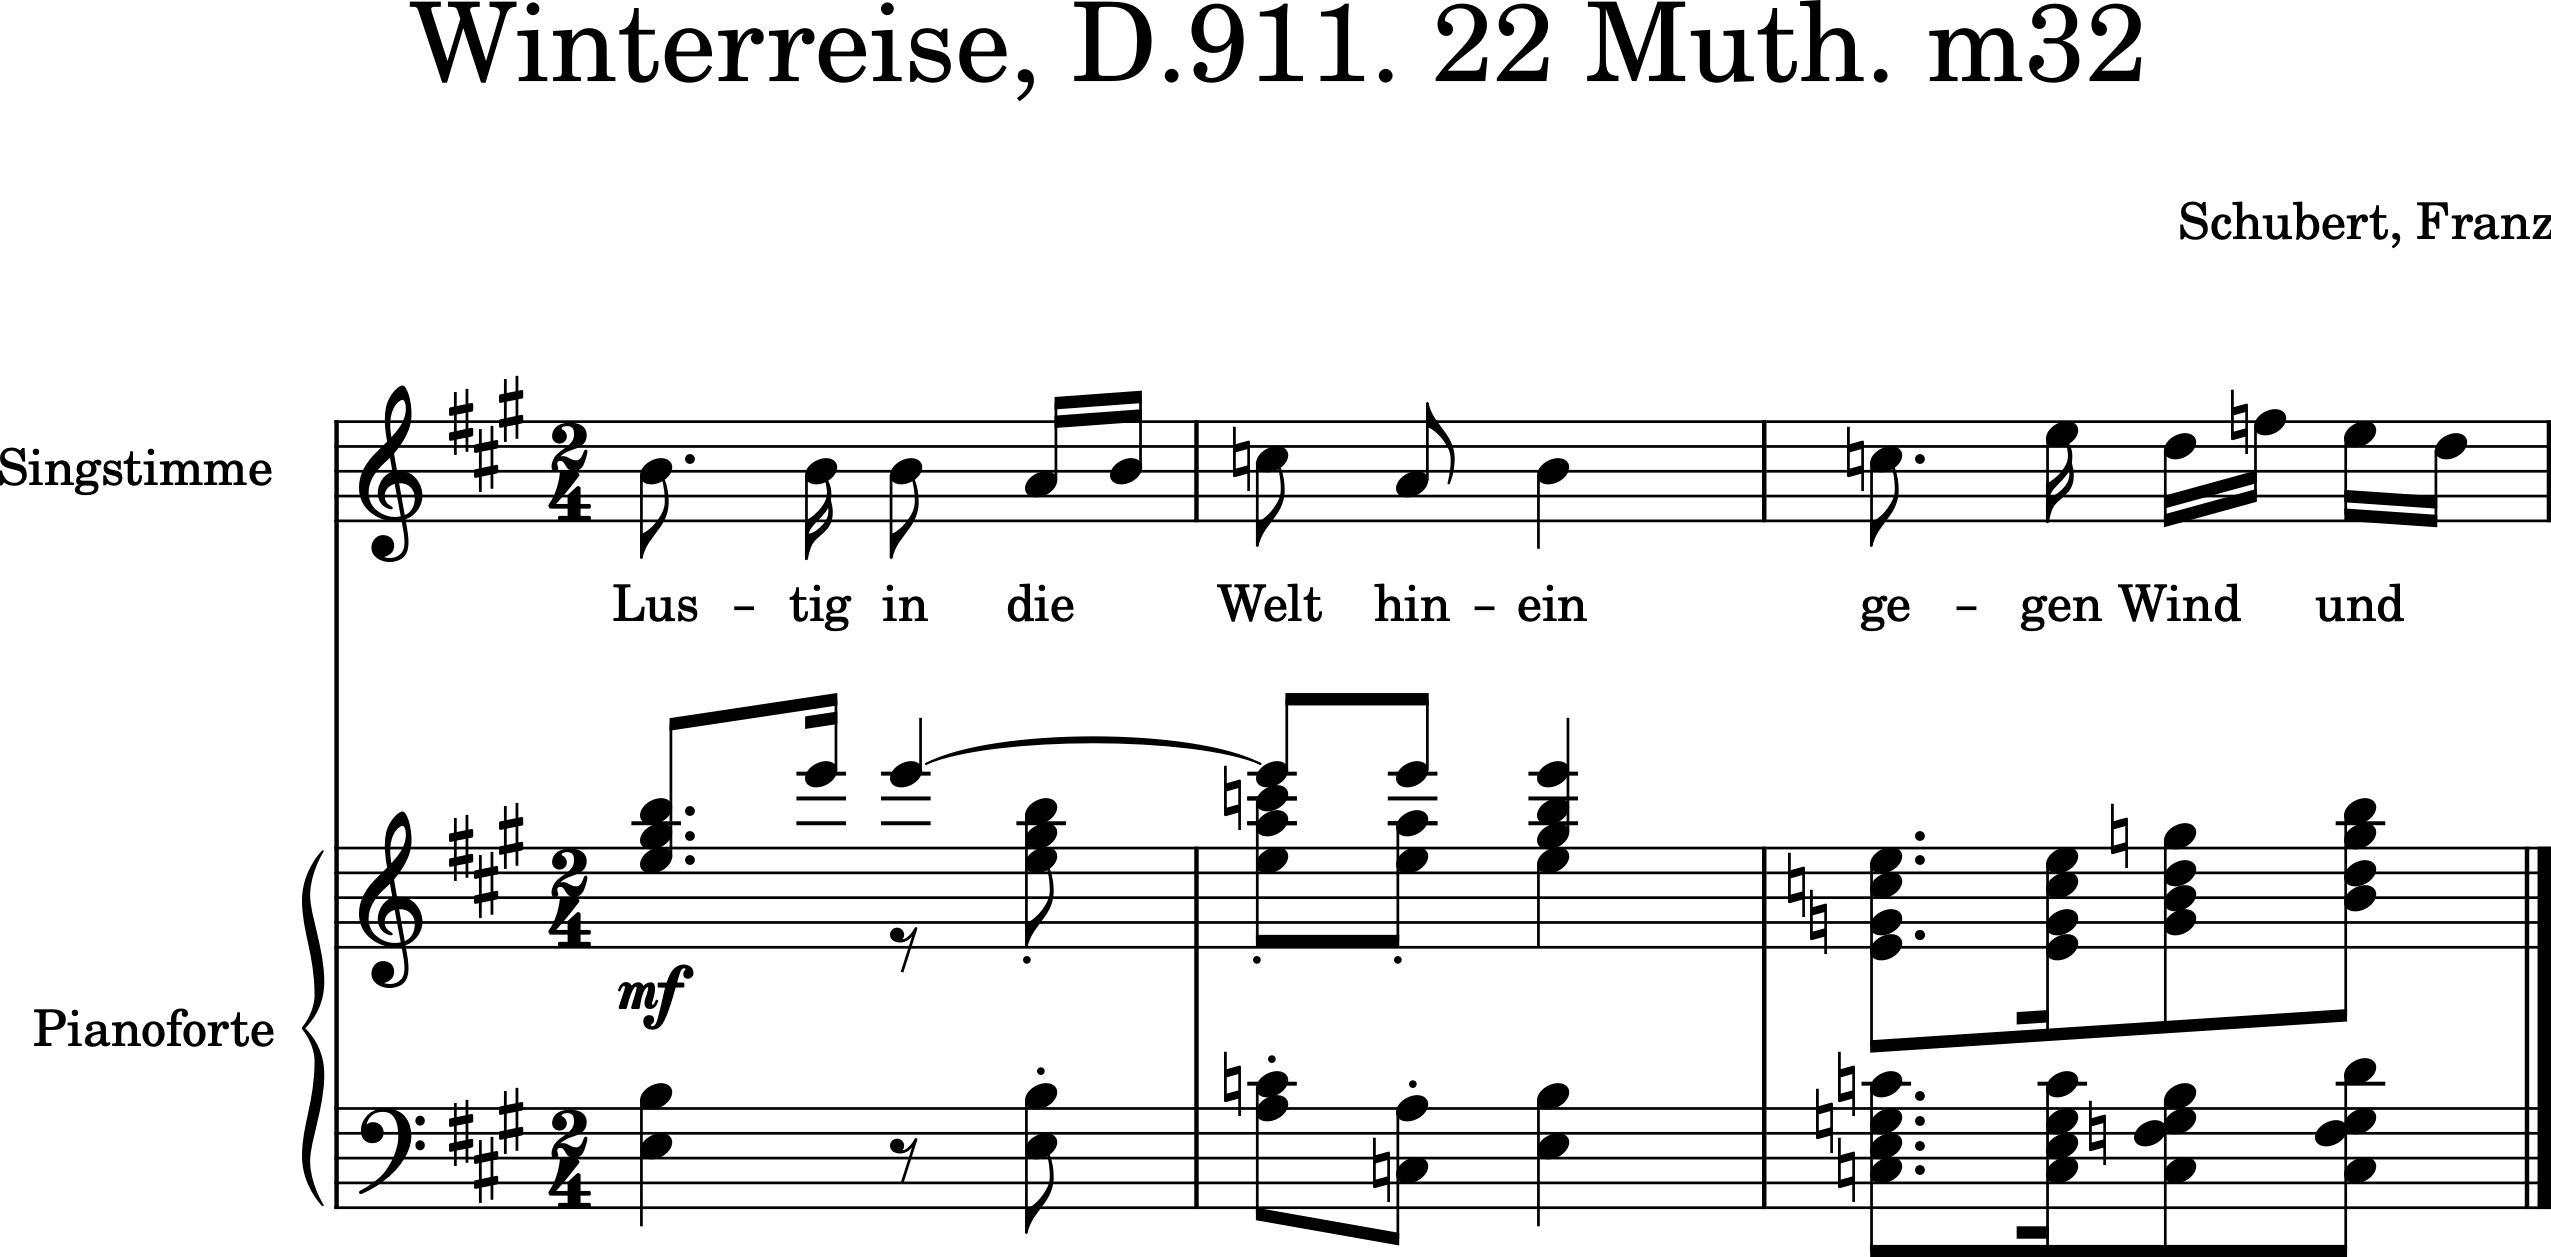 Winterreise, D.911. 22 Muth. m32
Schubert, Franz
Singstimme
Lus - tig in die Welt hin - ein ge - gen Wind und
mf
Pianoforte